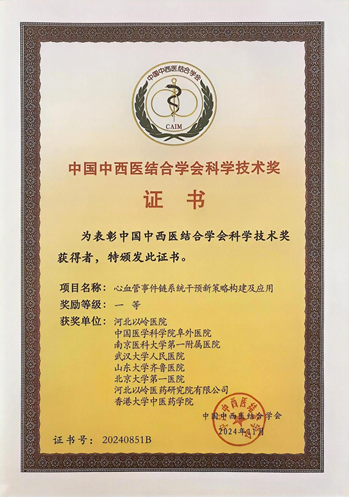 中国中西医结合学会
CAIM
中国中西医结合学会科学技术奖
证书
为表彰中国中西医结合学会科学技术奖
获得者，特颁发此证书。
项目名称：心血管事件链系统干预新策略构建及应用
奖励等级：一等
获奖单位：河北以岭医院
中国医学科学院阜外医院
南京医科大学第一附属医院
武汉大学人民医院
山东大学齐鲁医院
北京大学第一医院
河北以岭医药研究院有限公司
香港大学中医药学院
中国中西医结合学会
2024年11月
证书号：20240851B